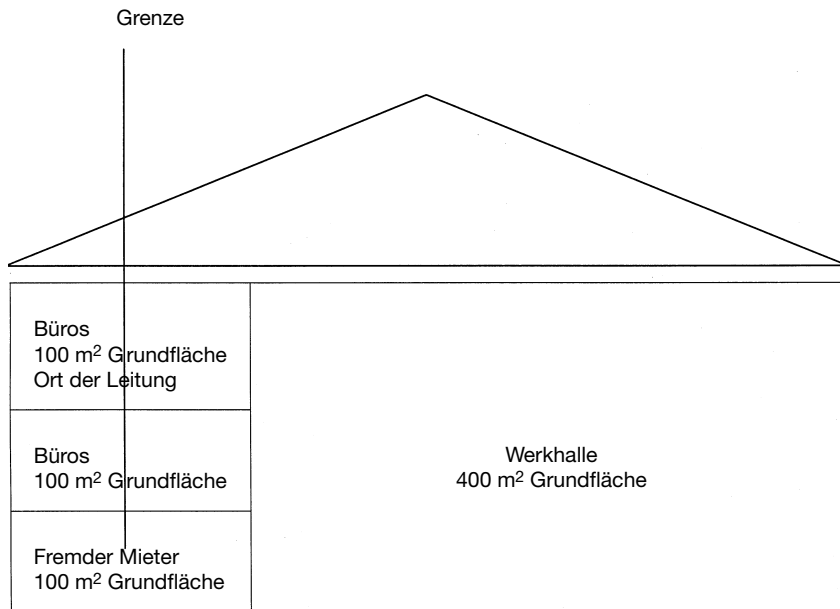 Grenze
Büros
100 m² Grundfläche
Ort der Leitung
Büros
100 m² Grundfläche
Werkhalle
400 m² Grundfläche
Fremder Mieter
100 m² Grundfläche